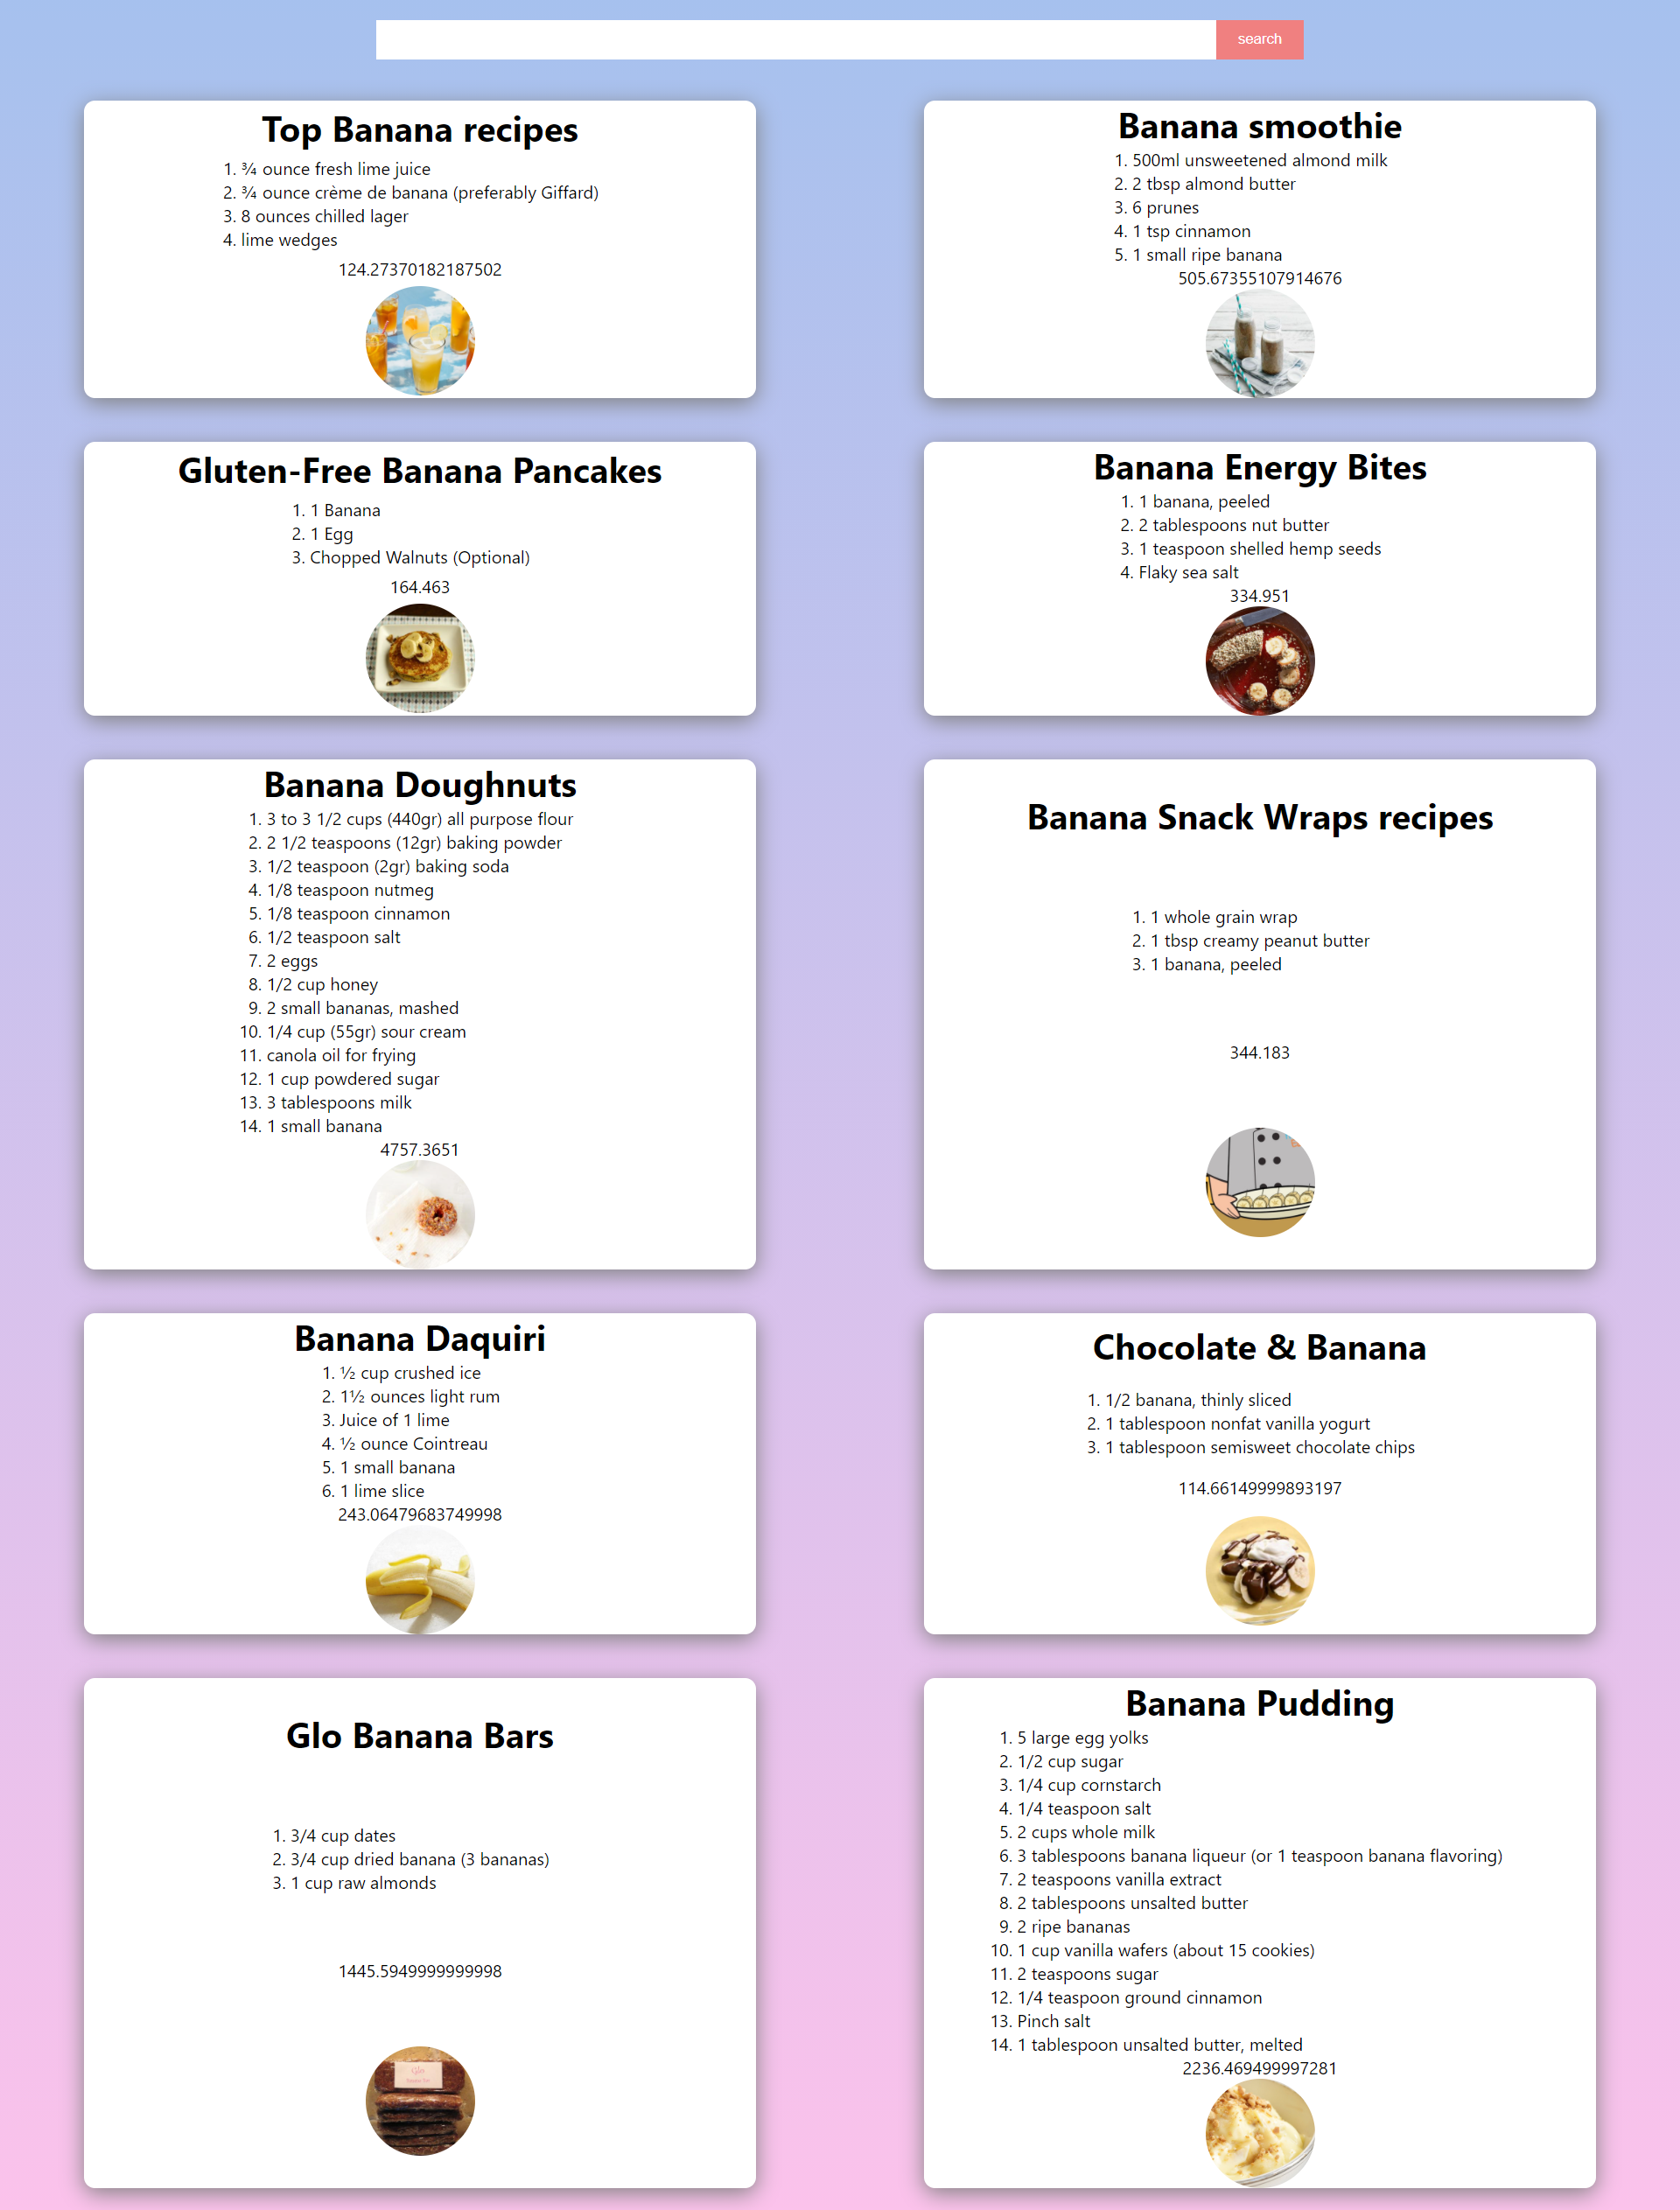 search
Top Banana recipes
1. ¾ ounce fresh lime juice
2. ¾ ounce crème de banana (preferably Giffard)
3. 8 ounces chilled lager
4. lime wedges
124.27370182187502
Banana smoothie
1. 500ml unsweetened almond milk
2. 2 tbsp almond butter
3. 6 prunes
4. 1 tsp cinnamon
5. 1 small ripe banana
505.67355107914676
Gluten-Free Banana Pancakes
1. 1 Banana
2. 1 Egg
3. Chopped Walnuts (Optional)
164.463
Banana Energy Bites
1. 1 banana, peeled
2. 2 tablespoons nut butter
3. 1 teaspoon shelled hemp seeds
4. Flaky sea salt
334.951
Banana Doughnuts
1. 3 to 3 1/2 cups (440gr) all purpose flour
2. 2 1/2 teaspoons (12gr) baking powder
3. 1/2 teaspoon (2gr) baking soda
4. 1/8 teaspoon nutmeg
5. 1/8 teaspoon cinnamon
6. 1/2 teaspoon salt
7. 2 eggs
8. 1/2 cup honey
9. 2 small bananas, mashed
10. 1/4 cup (55gr) sour cream
11. canola oil for frying
12. 1 cup powdered sugar
13. 3 tablespoons milk
14. 1 small banana
4757.3651
Banana Snack Wraps recipes
1. 1 whole grain wrap
2. 1 tbsp creamy peanut butter
3. 1 banana, peeled
344.183
Banana Daquiri
1. ½ cup crushed ice
2. 1½ ounces light rum
3. Juice of 1 lime
4. ½ ounce Cointreau
5. 1 small banana
6. 1 lime slice
243.06479683749998
Chocolate & Banana
1. 1/2 banana, thinly sliced
2. 1 tablespoon nonfat vanilla yogurt
3. 1 tablespoon semisweet chocolate chips
114.66149999893197
Glo Banana Bars
1. 3/4 cup dates
2. 3/4 cup dried banana (3 bananas)
3. 1 cup raw almonds
1445.5949999999998
Glo
Banana Pudding
1. 5 large egg yolks
2. 1/2 cup sugar
3. 1/4 cup cornstarch
4. 1/4 teaspoon salt
5. 2 cups whole milk
6. 3 tablespoons banana liqueur (or 1 teaspoon banana flavoring)
7. 2 teaspoons vanilla extract
8. 2 tablespoons unsalted butter
9. 2 ripe bananas
10. 1 cup vanilla wafers (about 15 cookies)
11. 2 teaspoons sugar
12. 1/4 teaspoon ground cinnamon
13. Pinch salt
14. 1 tablespoon unsalted butter, melted
2236.469499997281